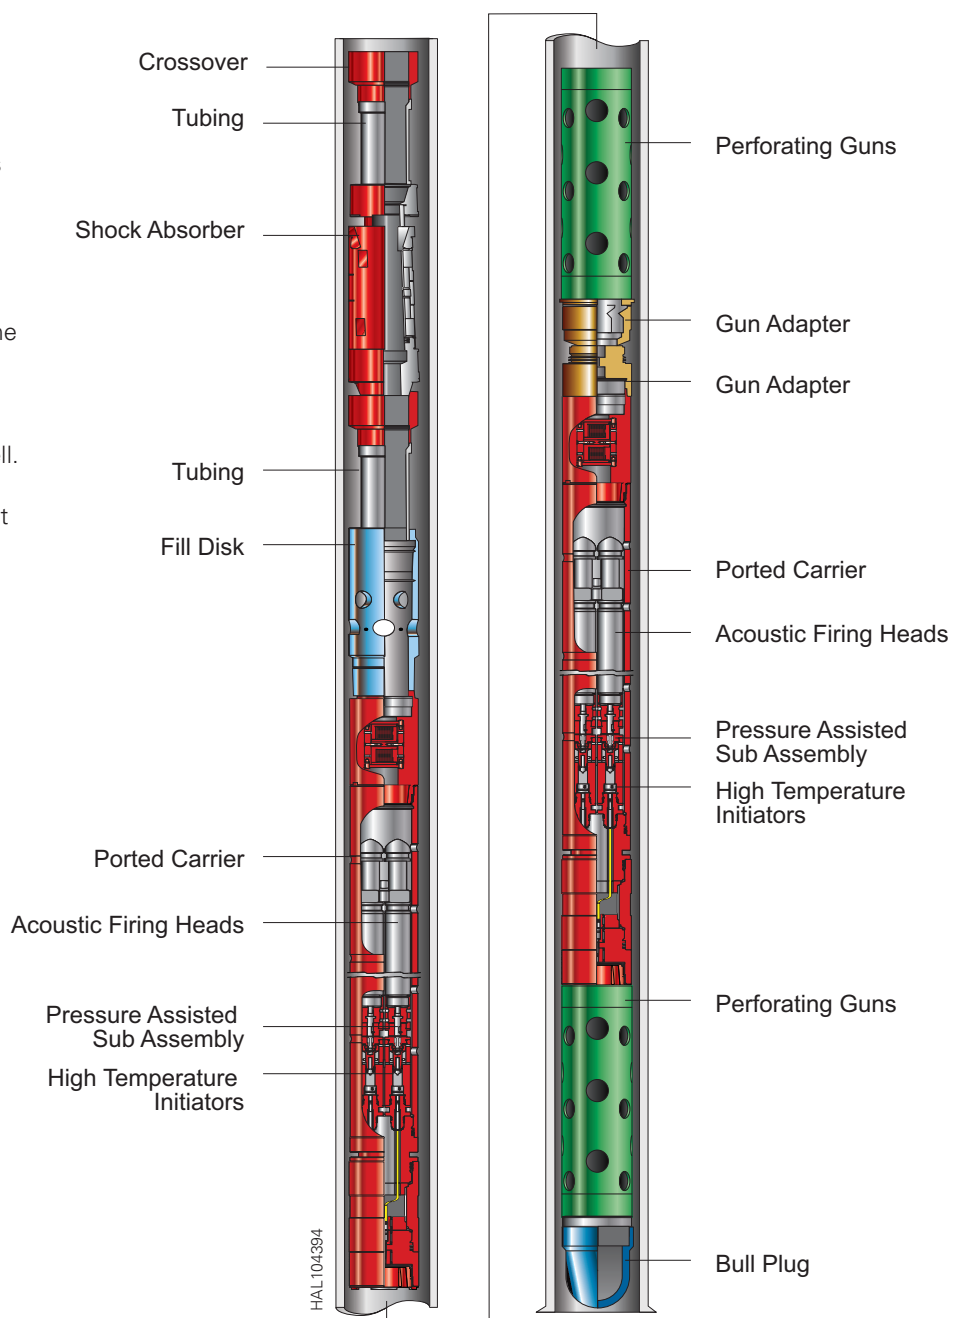 Crossover
Tubing
s
Shock Absorber
ne
ll.
Tubing
t
Fill Disk
Ported Carrier
Acoustic Firing Heads
Pressure Assisted
Sub Assembly
High Temperature
Initiators
HAL104394
Perforating Guns
Gun Adapter
Gun Adapter
Ported Carrier
Acoustic Firing Heads
Pressure Assisted
Sub Assembly
High Temperature
Initiators
Perforating Guns
Bull Plug